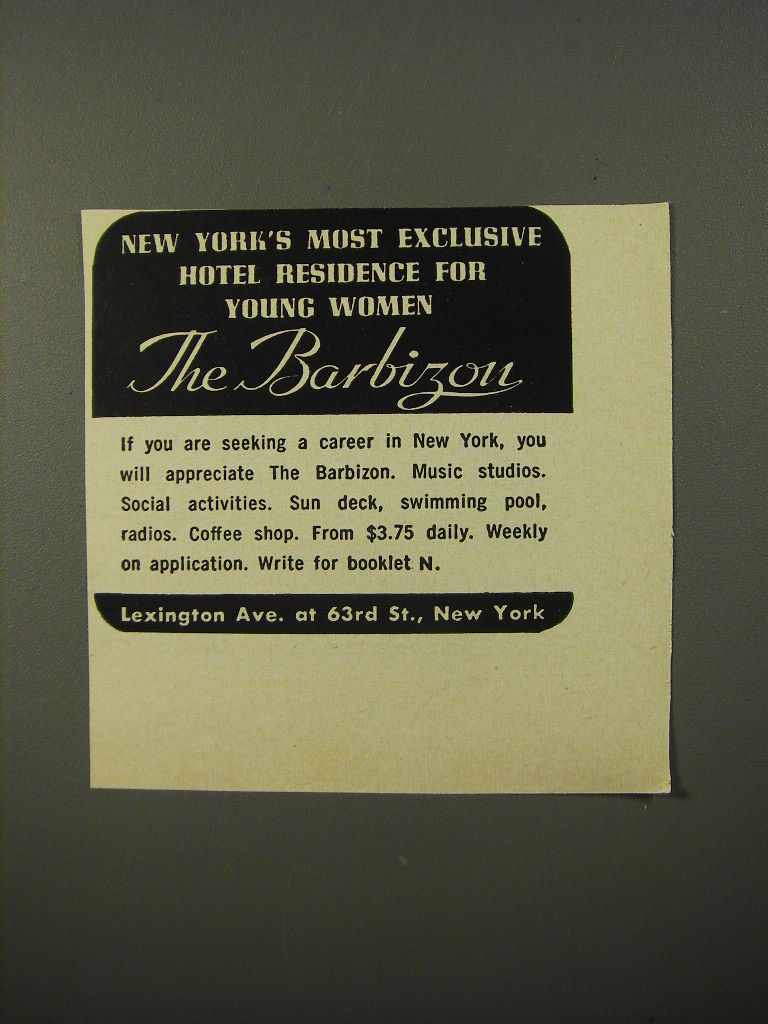 NEW YORK'S MOST EXCLUSIVE
HOTEL RESIDENCE FOR
YOUNG WOMEN
The Barbizon
If you are seeking a career in New York, you
will appreciate The Barbizon. Music studios.
Social activities. Sun deck, swimming pool,
radios. Coffee shop. From $3.75 daily. Weekly
on application. Write for booklet N.
Lexington Ave. at 63rd St., New York